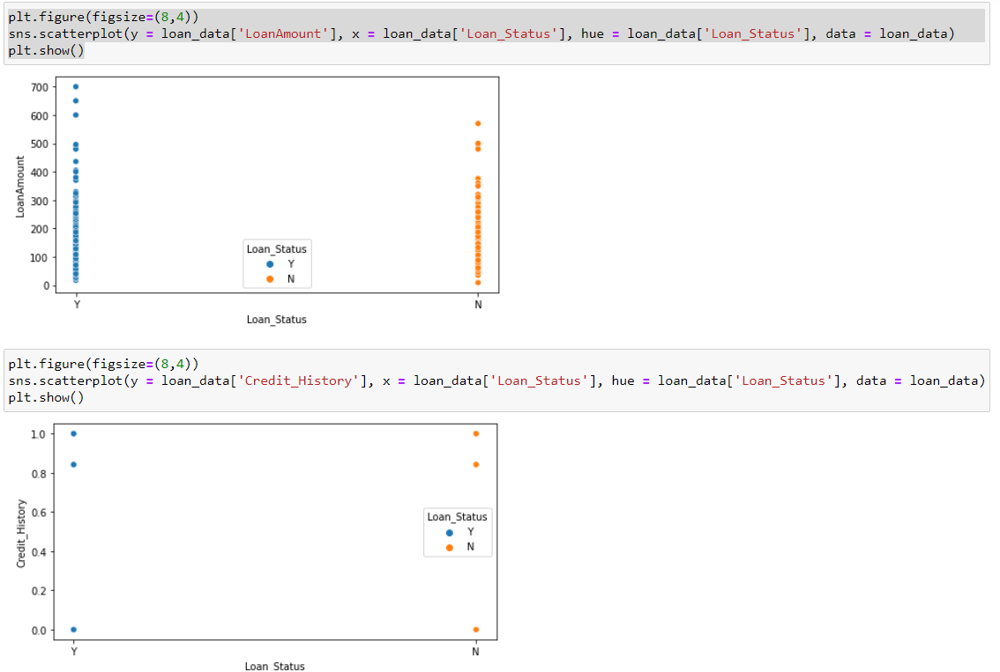 plt.figure(figsize=(8,4))
sns.scatterplot(y = loan_data['LoanAmount'], x = loan_data['Loan_Status'], hue = loan_data['Loan_Status'], data = loan_data)
plt.show()
700
600
500
400
300
200
100
0
LoanAmount
Loan_Status
Y
N
Y
N
Loan_Status
plt.figure(figsize=(8,4))
sns.scatterplot(y = loan_data['Credit_History'], x = loan_data['Loan_Status'], hue = loan_data['Loan_Status'], data = loan_data)
plt.show()
1.0
0.8
0.6
0.4
0.2
0.0
Credit_History
Loan_Status
Y
N
Y
N
Loan_Status